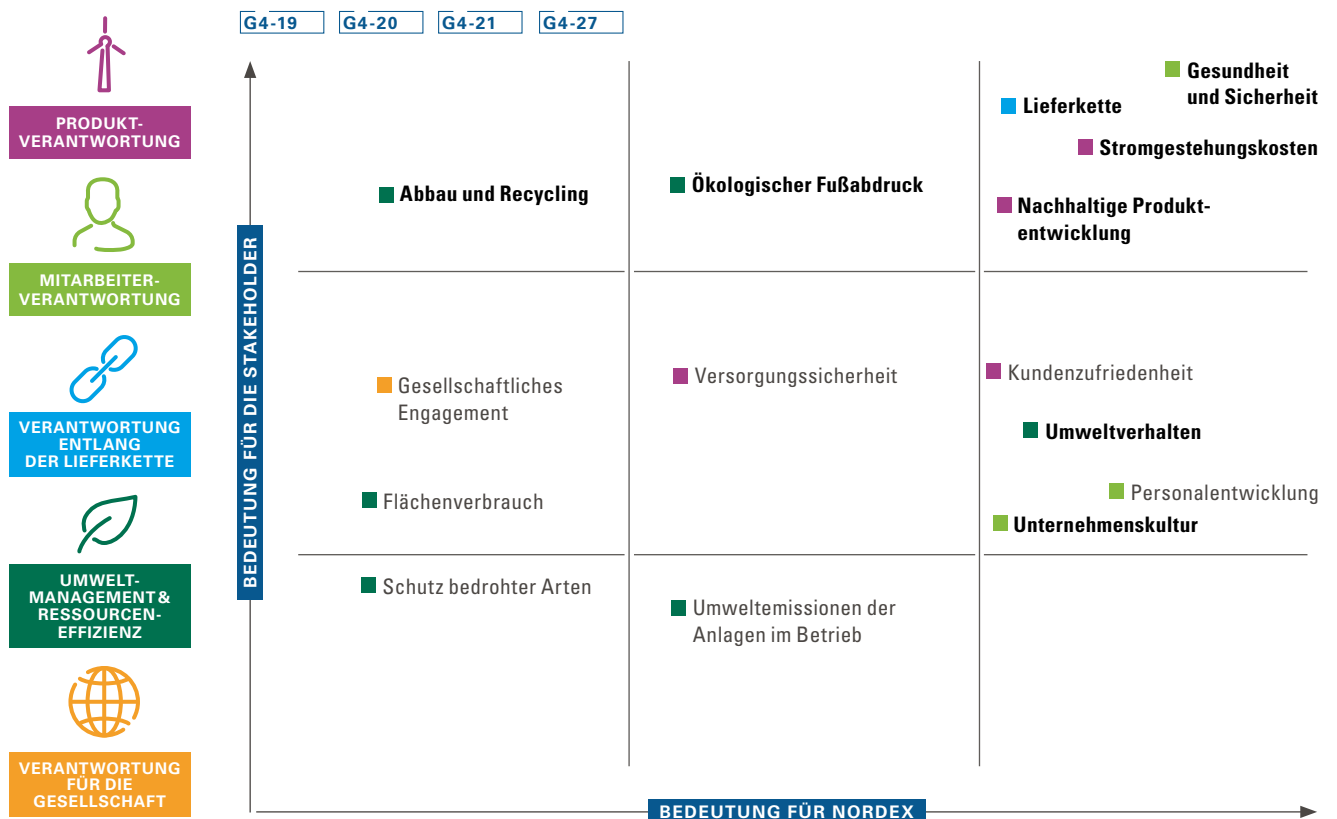 G4-19 G4-20 G4-21 G4-27
PRODUKT-
VERANTWORTUNG
MITARBEITER-
VERANTWORTUNG
VERANTWORTUNG
ENTLANG
DER LIEFERKETTE
UMWELT-
MANAGEMENT &
RESSOURCEN-
EFFIZIENZ
VERANTWORTUNG
FÜR DIE
GESELLSCHAFT
BEDEUTUNG FÜR DIE STAKEHOLDER
Gesundheit
und Sicherheit
Lieferkette
Stromgestehungskosten
Abbau und Recycling
Ökologischer Fußabdruck
Nachhaltige Produkt-
entwicklung
Gesellschaftliches
Engagement
Versorgungssicherheit
Kundenzufriedenheit
Umweltverhalten
Flächenverbrauch
Personalentwicklung
Unternehmenskultur
Schutz bedrohter Arten
Umweltemissionen der
Anlagen im Betrieb
BEDEUTUNG FÜR NORDEX